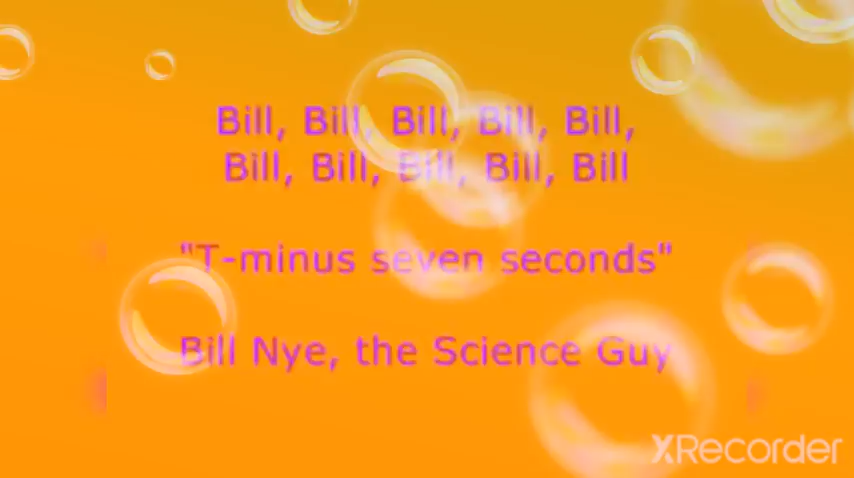 Bill, Bill, Bill, Bill, Bill,
Bill, Bill, Bill, Bill, Bill
"T-minus seven seconds"
Bill Nye, the Science Guy
XRecorder